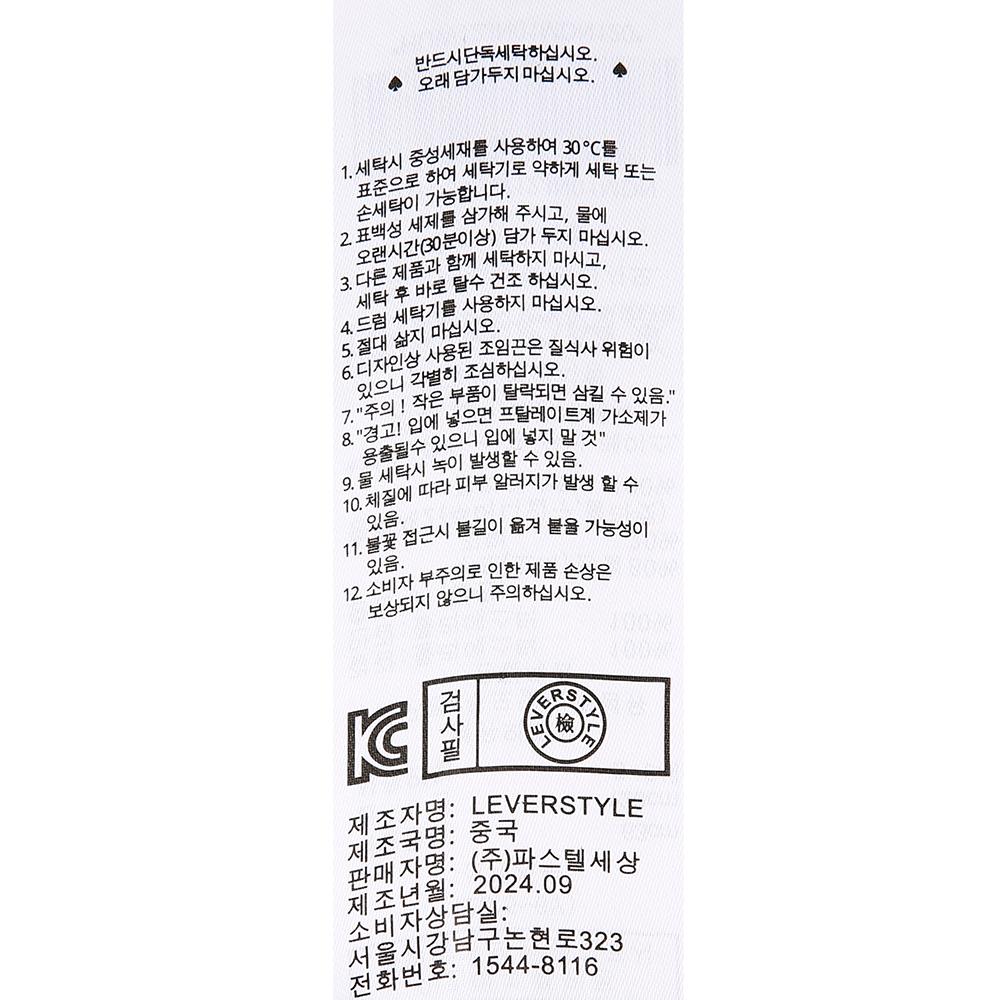 반드시단독세탁하십시오.
♠ 오래 담가두지 마십시오. ♠
1. 세탁시 중성세재를 사용하여 30°C를
표준으로 하여 세탁기로 약하게 세탁 또는
손세탁이 가능합니다.
2. 표백성 세제를 삼가해 주시고, 물에
오랜시간(30분이상) 담가 두지 마십시오.
3. 다른 제품과 함께 세탁하지 마시고,
세탁 후 바로 탈수 건조 하십시오.
4. 드럼 세탁기를 사용하지 마십시오.
5. 절대 삶지 마십시오.
6. 디자인상 사용된 조임끈은 질식사 위험이
있으니 각별히 조심하십시오.
7. "주의 ! 작은 부품이 탈락되면 삼킬 수 있음."
8. "경고! 입에 넣으면 프탈레이트계 가소제가
용출될수 있으니 입에 넣지 말 것"
9. 물 세탁시 녹이 발생할 수 있음.
10. 체질에 따라 피부 알러지가 발생 할 수
있음.
11. 불꽃 접근시 불길이 옮겨 붙을 가능성이
있음.
12. 소비자 부주의로 인한 제품 손상은
보상되지 않으니 주의하십시오.
KC
검사필
LEVERSTYLE
檢
제조자명: LEVERSTYLE
제조국명: 중국
판매자명: (주)파스텔세상
제조년월: 2024.09
소비자상담실:
서울시강남구논현로323
전화번호: 1544-8116